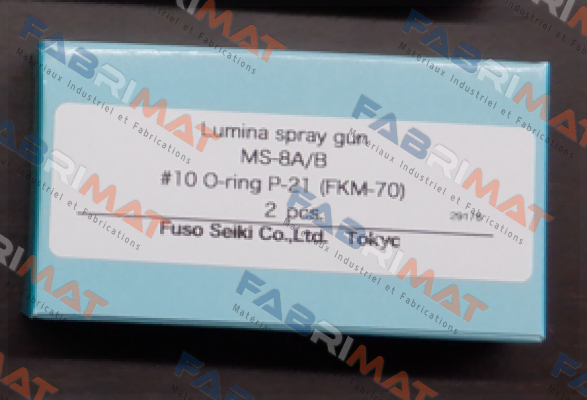 Lumina spray gun
MS-8A/B
#10 O-ring P-21 (FKM-70)
2 pcs.
Fuso Seiki Co.,Ltd. Tokyo
FABRIMAT
Matériaux Industriel et Fabrications